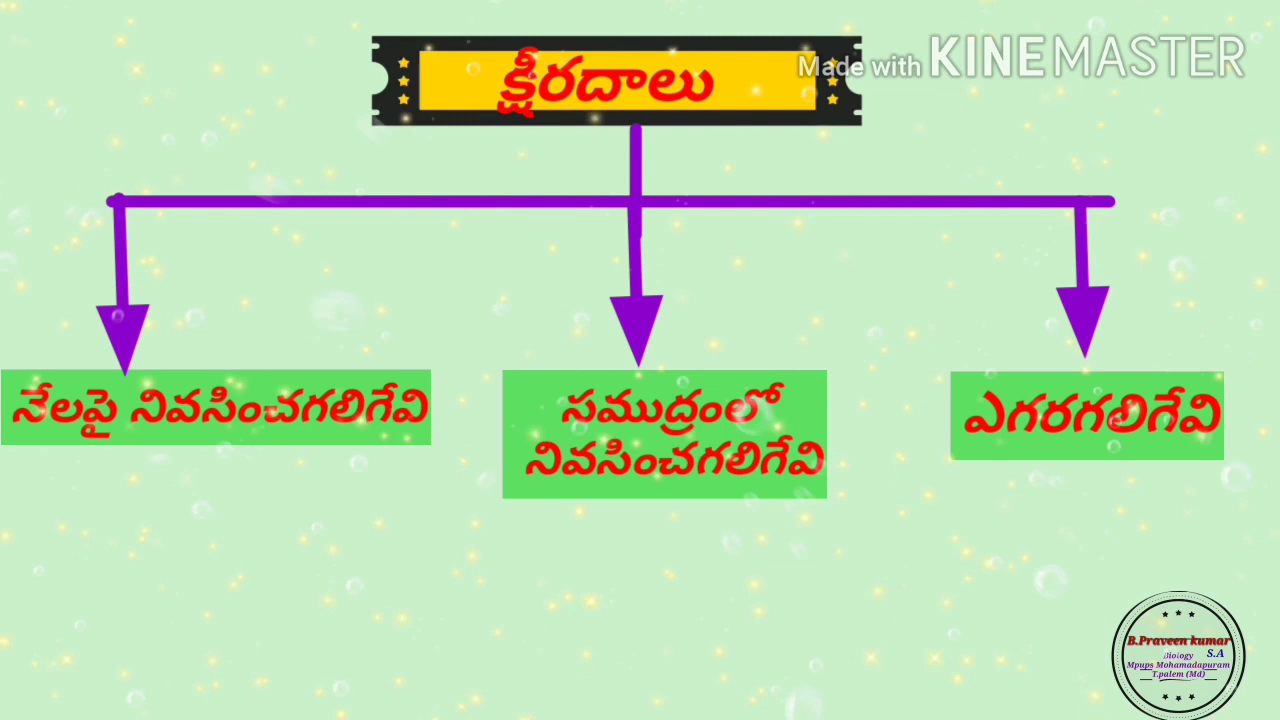 క్షీరదాలు
Made with KINEMASTER
నేలపై నివసించగలిగేవి
సముద్రంలో
నివసించగలిగేవి
ఎగరగలిగేవి
B.Praveen kumar
S.A
Biology
Mpups Mohamadapuram
T.palem (Md)